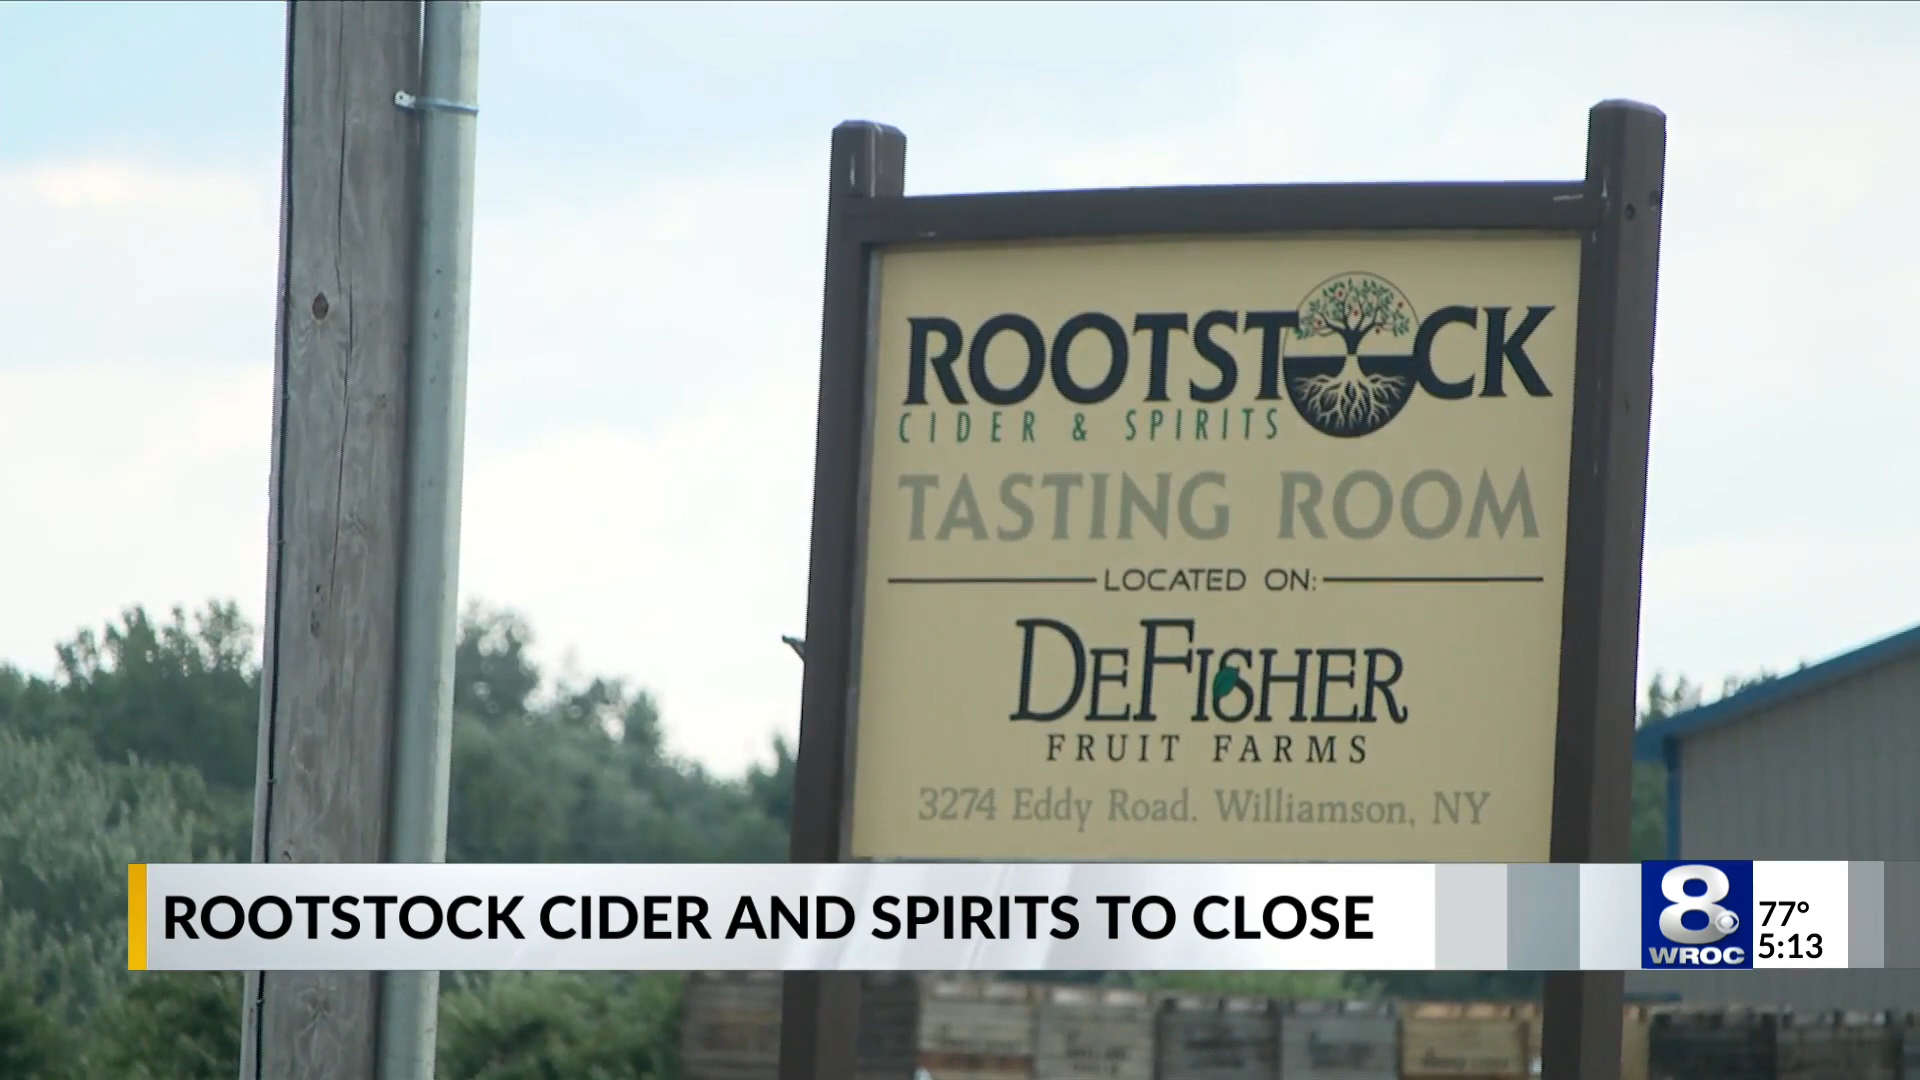 ROOTSTOCK
CIDER & SPIRITS
TASTING ROOM
LOCATED ON:
DEFISHER
FRUIT FARMS
3274 Eddy Road. Williamson, NY
ROOTSTOCK CIDER AND SPIRITS TO CLOSE
8
WROC
77°
5:13